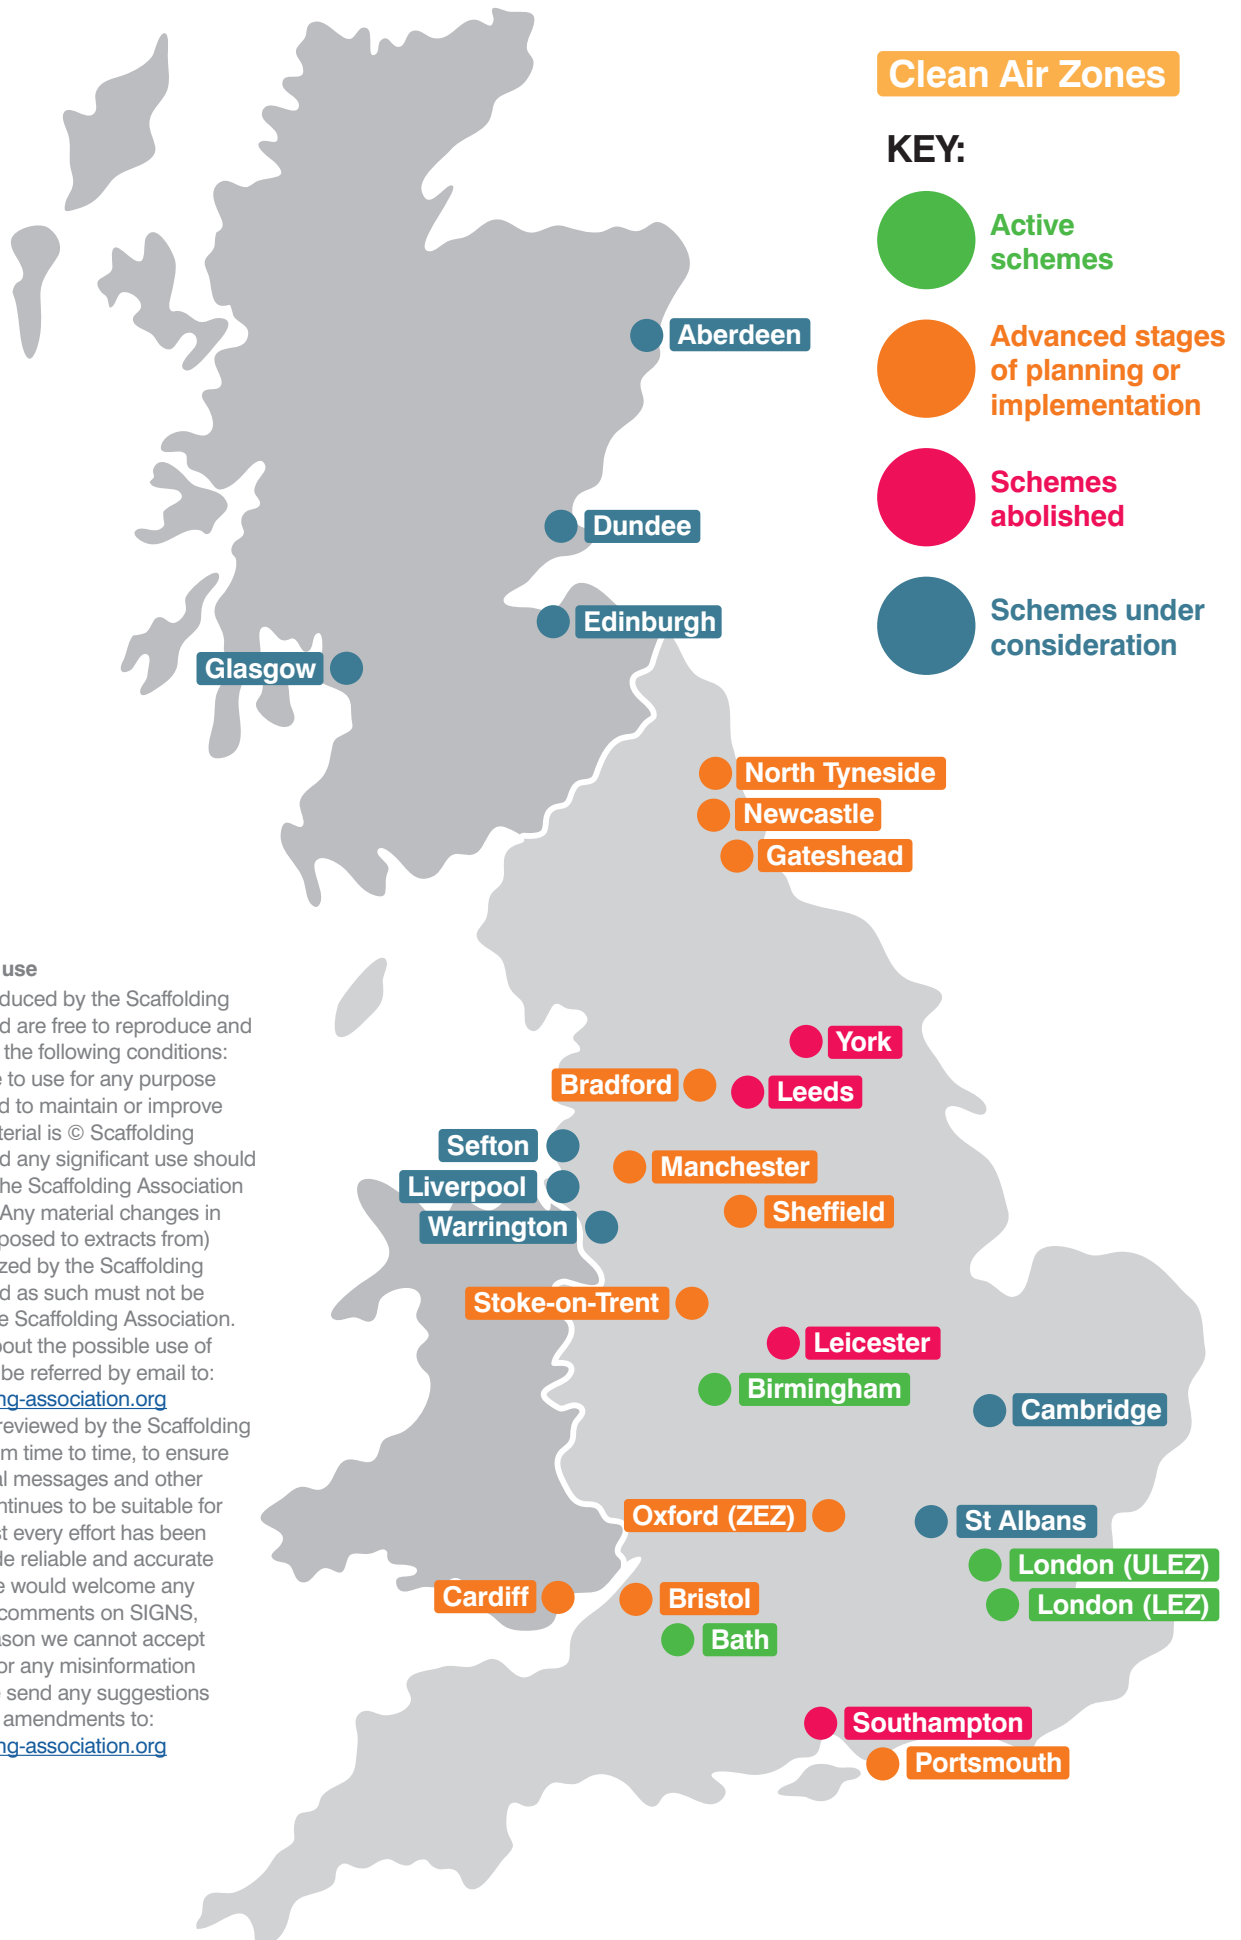 Clean Air Zones
KEY:
Active
schemes
Advanced stages
of planning or
implementation
Schemes
abolished
Schemes under
consideration
Aberdeen
Dundee
Edinburgh
Glasgow
North Tyneside
Newcastle
Gateshead
York
Bradford
Leeds
Sefton
Manchester
Liverpool
Sheffield
Warrington
Stoke-on-Trent
Leicester
Birmingham
Cambridge
Oxford (ZEZ)
St Albans
London (ULEZ)
Cardiff
Bristol
London (LEZ)
Bath
Southampton
Portsmouth
use
duced by the Scaffolding
d are free to reproduce and
the following conditions:
e to use for any purpose
d to maintain or improve
terial is © Scaffolding
d any significant use should
he Scaffolding Association
Any material changes in
posed to extracts from)
zed by the Scaffolding
d as such must not be
e Scaffolding Association.
bout the possible use of
be referred by email to:
ng-association.org
reviewed by the Scaffolding
om time to time, to ensure
al messages and other
ntinues to be suitable for
st every effort has been
de reliable and accurate
e would welcome any
comments on SIGNS,
ason we cannot accept
or any misinformation
e send any suggestions
amendments to:
ng-association.org